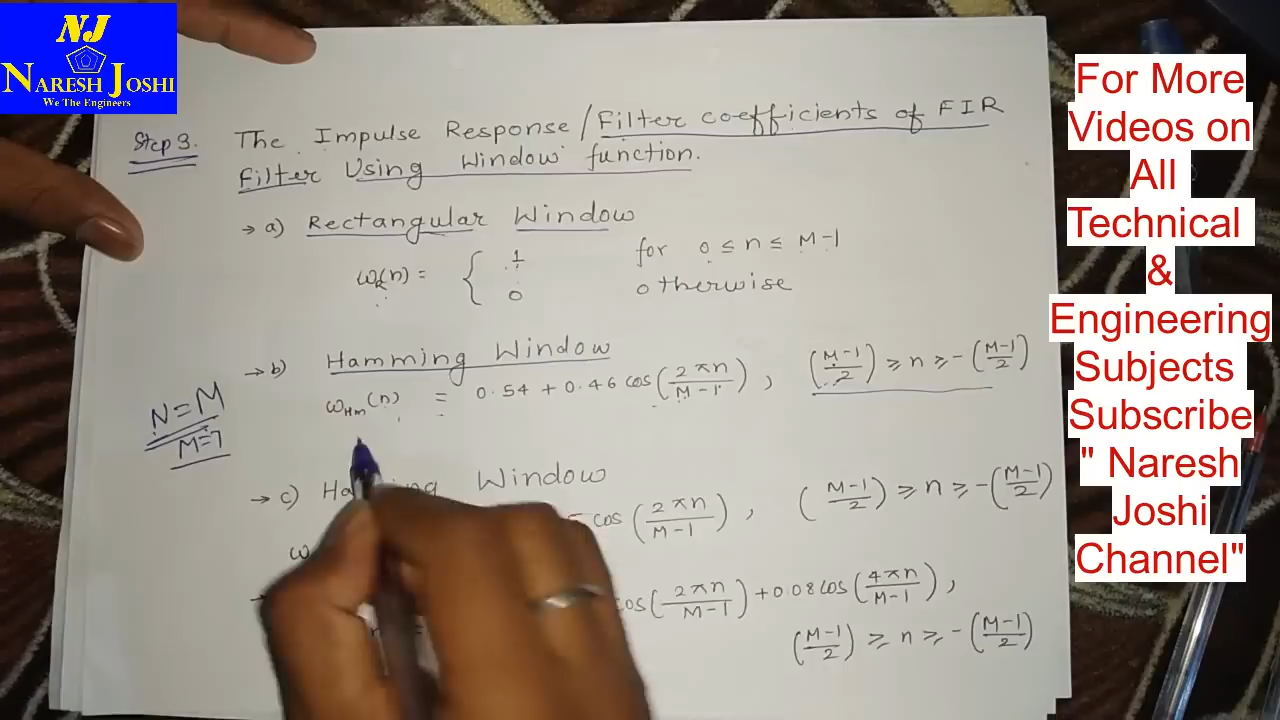 NJ
NARESH JOSHI
We The Engineers
Step 3. The Impulse Response / Filter coefficients of FIR
Filter Using Window function.
→ a) Rectangular Window
ω_R(n) = { 1 for 0 ≤ n ≤ M-1
0 otherwise
→ b) Hamming Window
ω_Hm(n) = 0.54 + 0.46 cos(2πn/M-1), (M-1/2) ≥ n ≥ -(M-1/2)
N=M
M=7
→ c) Window
cos(2πn/M-1), (M-1/2) ≥ n ≥ -(M-1/2)
ω
cos(2πn/M-1) + 0.08 cos(4πn/M-1),
(M-1/2) ≥ n ≥ -(M-1/2)
For More
Videos on
All
Technical
&
Engineering
Subjects
Subscribe
" Naresh
Joshi
Channel"